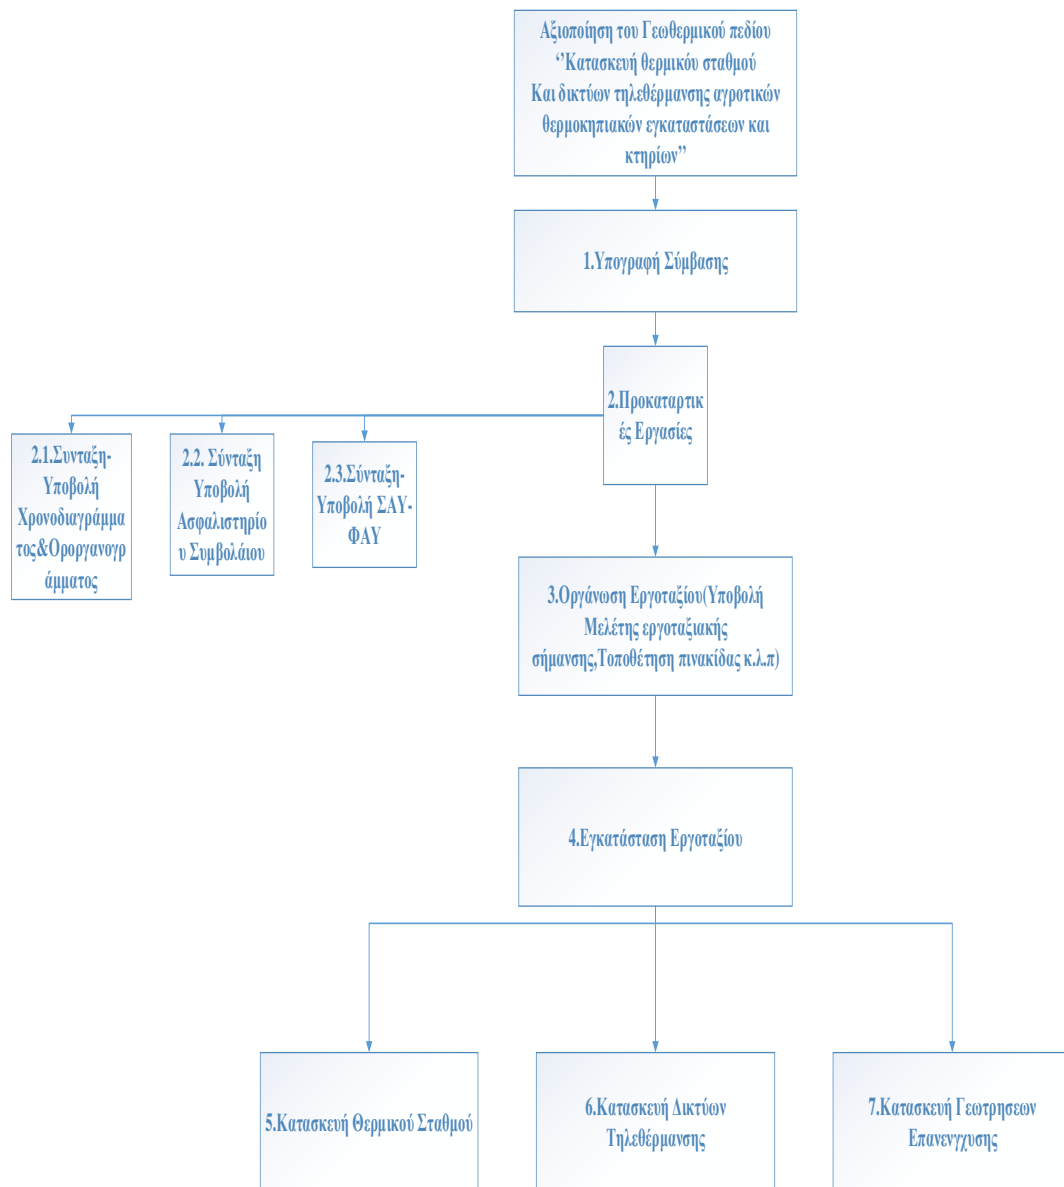 Αξιοποίηση του Γεωθερμικού πεδίου
‘’Κατασκευή θερμικόυ σταθμού
Και δικτύων τηλεθέρμανσης αγροτικών
θερμοκηπιακών εγκαταστάσεων και
κτηρίων’’
1.Υπογραφή Σύμβασης
2.Προκαταρτικ
ές Εργασίες
2.1.Συνταξη-
Υποβολή
Χρονοδιαγράμμα
τος&Οροργανογρ
άμματος
2.2. Σύνταξη
Υποβολή
Ασφαλιστηρίο
υ Συμβολάιου
2.3.Σύνταξη-
Υποβολή ΣΑΥ-
ΦΑΥ
3.Οργάνωση Εργοταξίου(Υποβολή
Μελέτης εργοταξιακής
σήμανσης,Τοποθέτηση πινακίδας κ.λ.π)
4.Εγκατάσταση Εργοταξίου
5.Κατασκευή Θερμικού Σταθμού
6.Κατασκευή Δικτύων
Τηλεθέρμανσης
7.Κατασκευή Γεωτρησεων
Επανενγχυσης